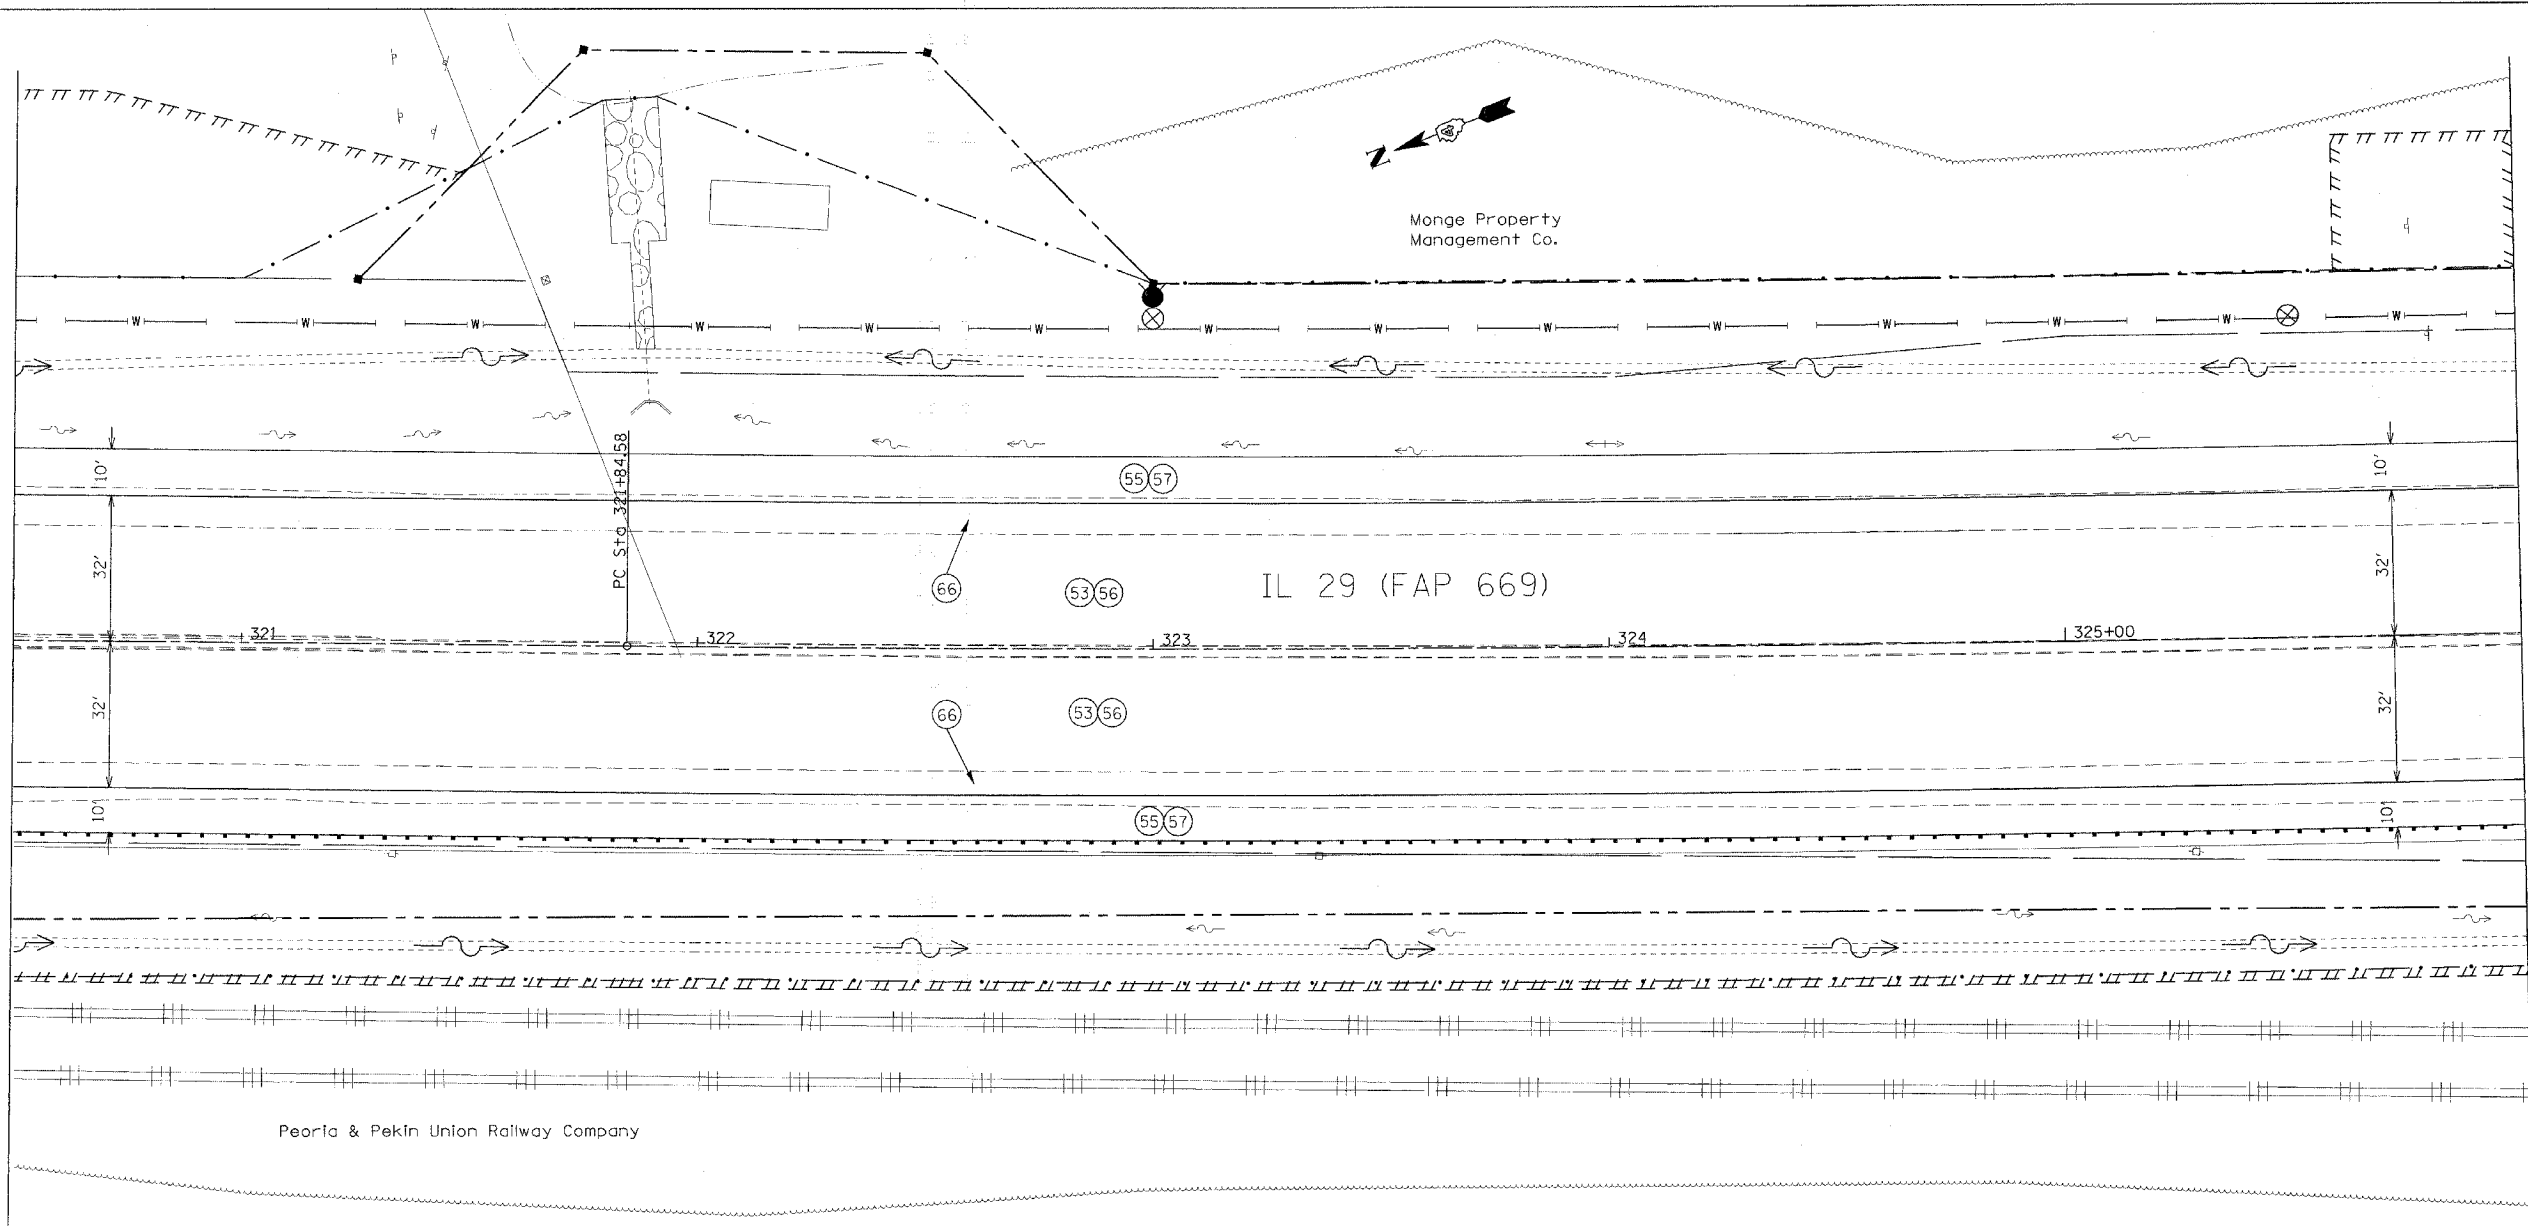 N
Monge Property
Management Co.
W W W W W W W W W W W W W W
PC Sta 321+84.58
10'
10'
55 57
32'
32'
66
53 56
IL 29 (FAP 669)
321
322
323
324
325+00
32'
32'
66
53 56
10'
10'
55 57
Peoria & Pekin Union Railway Company